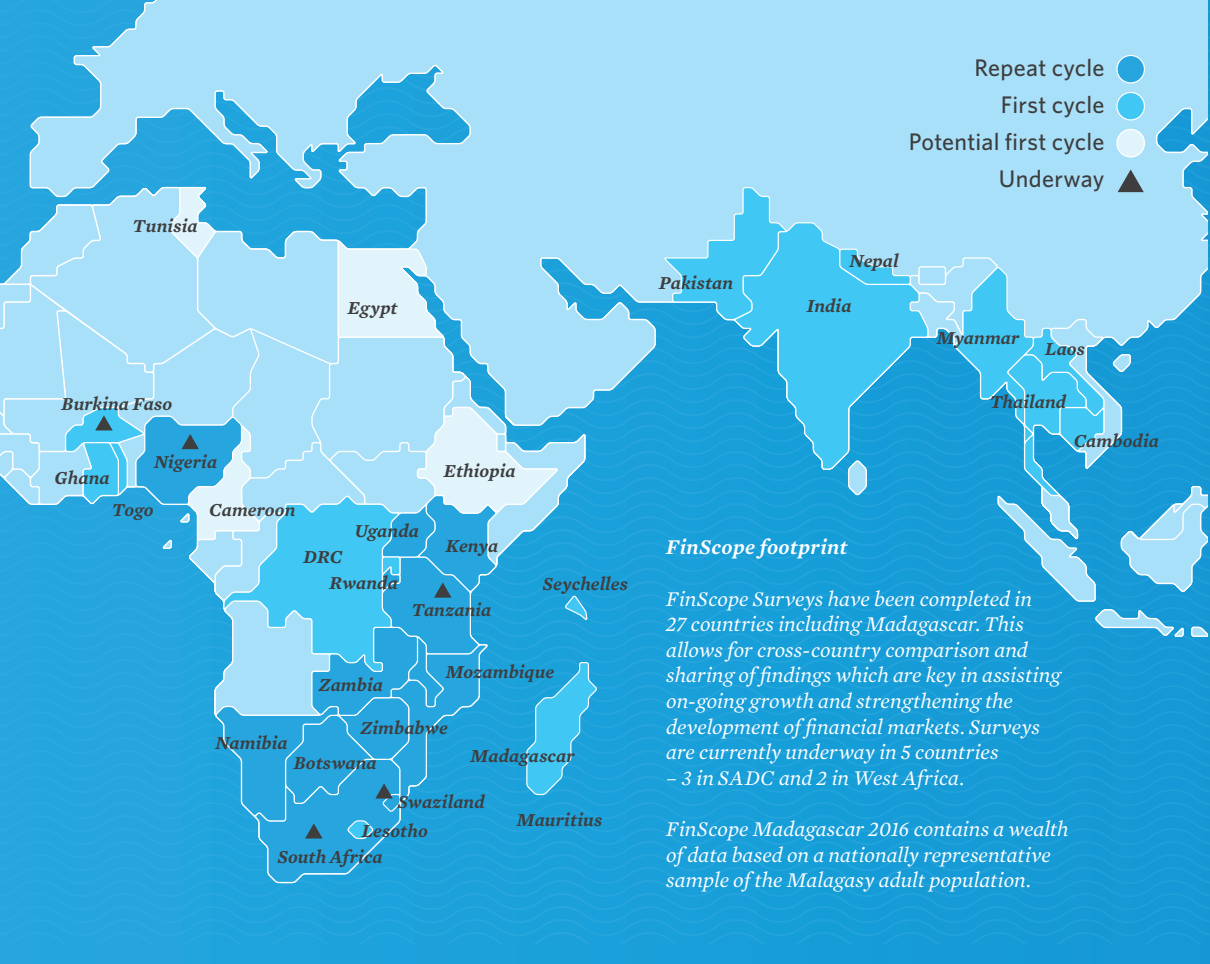 Repeat cycle
First cycle
Potential first cycle
Underway
Tunisia
Nepal
Pakistan
Egypt
India
Myanmar
Laos
Burkina Faso
Thailand
Cambodia
Nigeria
Ghana
Ethiopia
Togo
Cameroon
Uganda
Kenya
DRC
Rwanda
Seychelles
Tanzania
Mozambique
Zambia
Zimbabwe
Namibia
Botswana
Madagascar
Swaziland
Mauritius
Lesotho
South Africa
FinScope footprint
FinScope Surveys have been completed in
27 countries including Madagascar. This
allows for cross-country comparison and
sharing of findings which are key in assisting
on-going growth and strengthening the
development of financial markets. Surveys
are currently underway in 5 countries
– 3 in SADC and 2 in West Africa.
FinScope Madagascar 2016 contains a wealth
of data based on a nationally representative
sample of the Malagasy adult population.